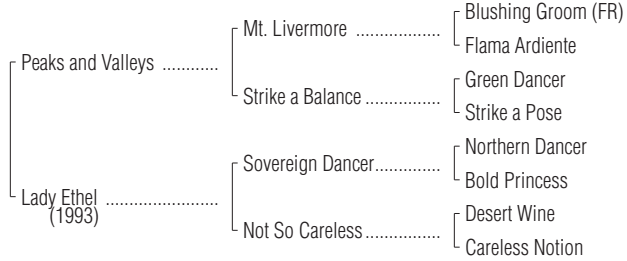 Blushing Groom (FR)
Mt. Livermore ..................
Flama Ardiente
Peaks and Valleys ............
Green Dancer
Strike a Balance ................
Strike a Pose
Northern Dancer
Sovereign Dancer...............
Bold Princess
Lady Ethel ........................
(1993)
Desert Wine
Not So Careless ................
Careless Notion